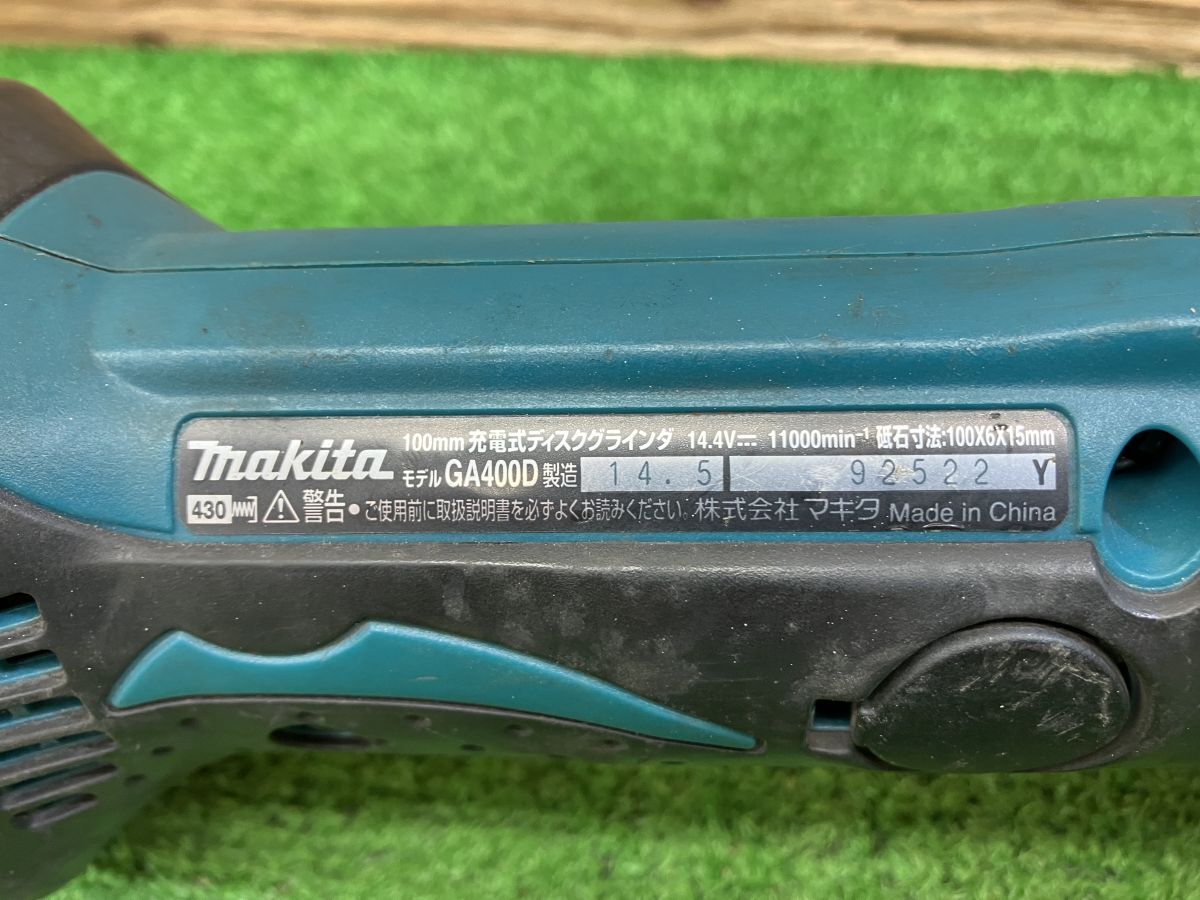 makita 100mm 充電式ディスクグラインダ 14.4V⎓ 11000min⁻¹ 砥石寸法:100X6X15mm
モデル GA400D 製造 14.5 92522 Y
430 警告 ●ご使用前に取扱説明書を必ずよくお読みください. 株式会社 マキタ Made in China